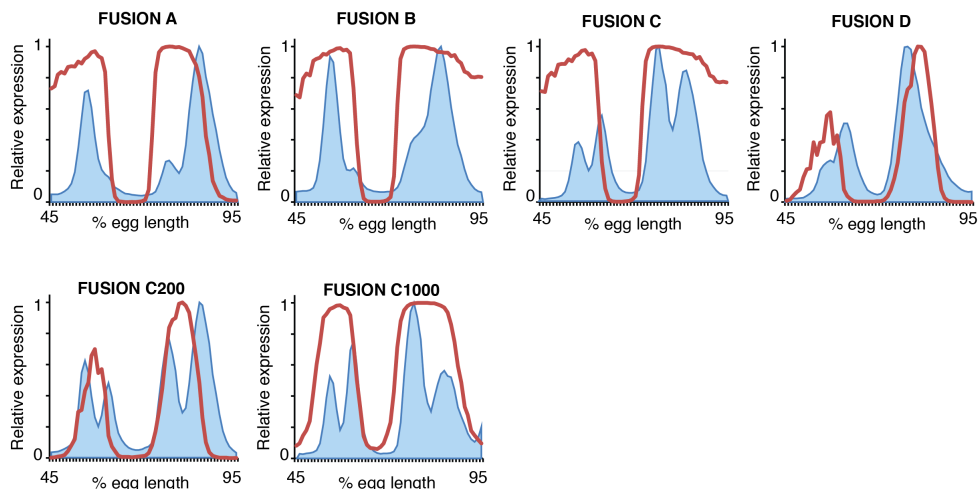 FUSION A
Relative expression
1
0
45
95
% egg length
FUSION B
Relative expression
1
0
45
95
% egg length
FUSION C
Relative expression
1
0
45
95
% egg length
FUSION D
Relative expression
1
0
45
95
% egg length
FUSION C200
Relative expression
1
0
45
95
% egg length
FUSION C1000
Relative expression
1
0
45
95
% egg length